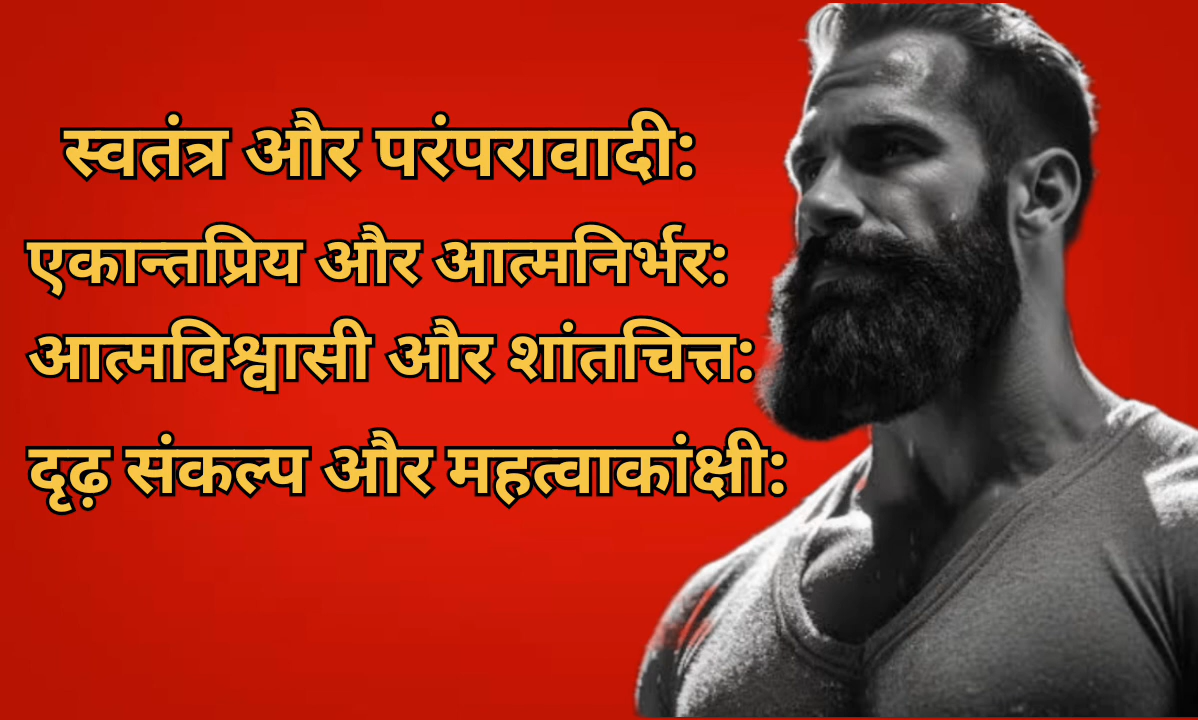 स्वतंत्र और परंपरावादी:
एकान्तप्रिय और आत्मनिर्भर:
आत्मविश्वासी और शांतचित्त:
दृढ़ संकल्प और महत्वाकांक्षी: